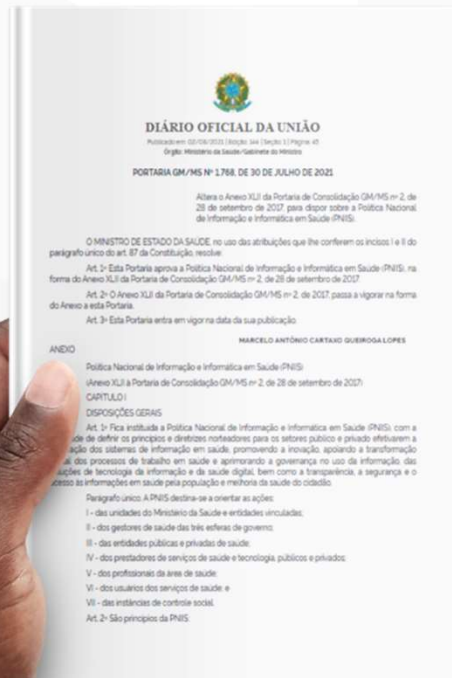 DIÁRIO OFICIAL DA UNIÃO
Publicado em: 02/08/2021 | Edição: 144 | Seção: 1 | Página: 45
Órgão: Ministério da Saúde/Gabinete do Ministro
PORTARIA GM/MS Nº 1.768, DE 30 DE JULHO DE 2021
Altera o Anexo XLII da Portaria de Consolidação GM/MS nº 2, de
28 de setembro de 2017, para dispor sobre a Política Nacional
de Informação e Informática em Saúde (PNIIS).
O MINISTRO DE ESTADO DA SAÚDE, no uso das atribuições que lhe conferem os incisos I e II do
parágrafo único do art. 87 da Constituição, resolve:
Art. 1º Esta Portaria aprova a Política Nacional de Informação e Informática em Saúde (PNIIS), na
forma do Anexo XLII da Portaria de Consolidação GM/MS nº 2, de 28 de setembro de 2017.
Art. 2º O Anexo XLII da Portaria de Consolidação GM/MS nº 2, de 2017, passa a vigorar na forma
do Anexo a esta Portaria.
Art. 3º Esta Portaria entra em vigor na data da sua publicação.
MARCELO ANTÔNIO CARTAXO QUEIROGA LOPES
ANEXO
Política Nacional de Informação e Informática em Saúde (PNIIS)
(Anexo XLII à Portaria de Consolidação GM/MS nº 2, de 28 de setembro de 2017)
CAPITULO I
DISPOSIÇÕES GERAIS
Art. 1º Fica instituída a Política Nacional de Informação e Informática em Saúde (PNIIS), com a
de de definir os princípios e diretrizes norteadores para os setores público e privado efetivarem a
ação dos sistemas de informação em saúde, promovendo a inovação, apoiando a transformação
dos processos de trabalho em saúde e aprimorando a governança no uso da informação, das
uções de tecnologia da informação e da saúde digital, bem como a transparência, a segurança e o
cesso às informações em saúde pela população e melhoria da saúde do cidadão.
Parágrafo único. A PNIIS destina-se a orientar as ações:
I - das unidades do Ministério da Saúde e entidades vinculadas;
II - dos gestores de saúde das três esferas de governo;
III - das entidades públicas e privadas de saúde;
IV - dos prestadores de serviços de saúde e tecnologia, públicos e privados;
V - dos profissionais da área de saúde;
VI - dos usuários dos serviços de saúde; e
VII - das instâncias de controle social.
Art. 2º São princípios da PNIIS: